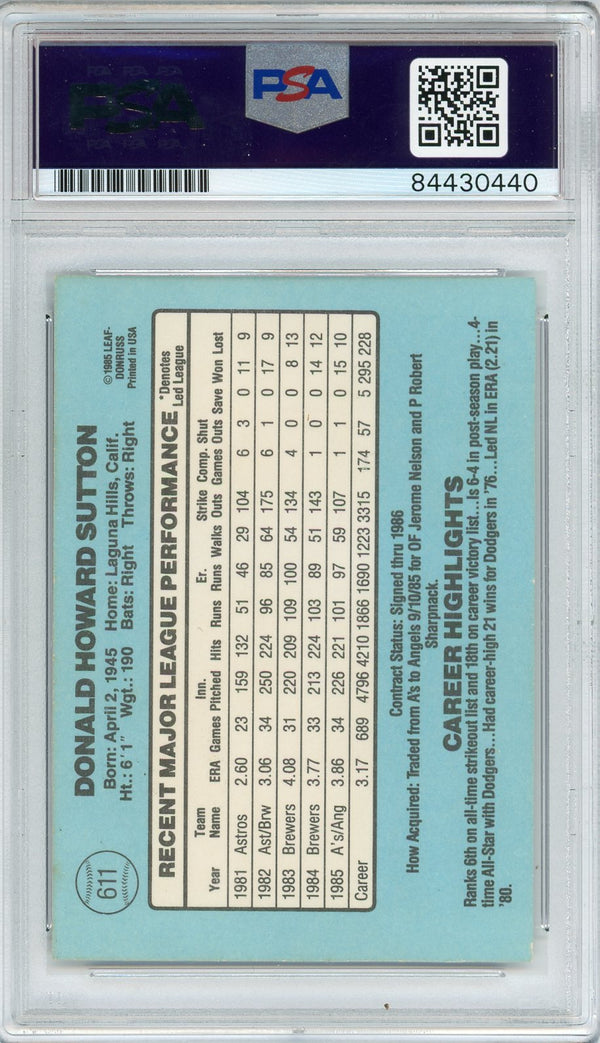 PSA
PSA
84430440
611
DONALD HOWARD SUTTON
Born: April 2, 1945 Home: Laguna Hills, Calif.
Ht.: 6'1" Wgt.: 190 Bats: Right Throws: Right
©1985 LEAF-
DONRUSS
Printed in USA
RECENT MAJOR LEAGUE PERFORMANCE *Denotes Led League
Year Team Name ERA Games Inn. Pitched Hits Runs Er. Runs Walks Strike Outs Comp. Games Shut Outs Save Won Lost
1981 Astros 2.60 23 159 132 51 46 29 104 6 3 0 11 9
1982 Ast/Brw 3.06 34 250 224 96 85 64 175 6 1 0 17 9
1983 Brewers 4.08 31 220 209 109 100 54 134 4 0 0 8 13
1984 Brewers 3.77 33 213 224 103 89 51 143 1 0 0 14 12
1985 A's/Ang 3.86 34 226 221 101 97 59 107 1 1 0 15 10
Career 3.17 689 4796 4210 1866 1690 1223 3315 174 57 5 295 228
Contract Status: Signed thru 1986
How Acquired: Traded from A's to Angels 9/10/85 for OF Jerome Nelson and P Robert
Sharpnack.
CAREER HIGHLIGHTS
Ranks 6th on all-time strikeout list and 18th on career victory list... Is 6-4 in post-season play...4-
time All-Star with Dodgers...Had career-high 21 wins for Dodgers in '76...Led NL in ERA (2.21) in
'80.